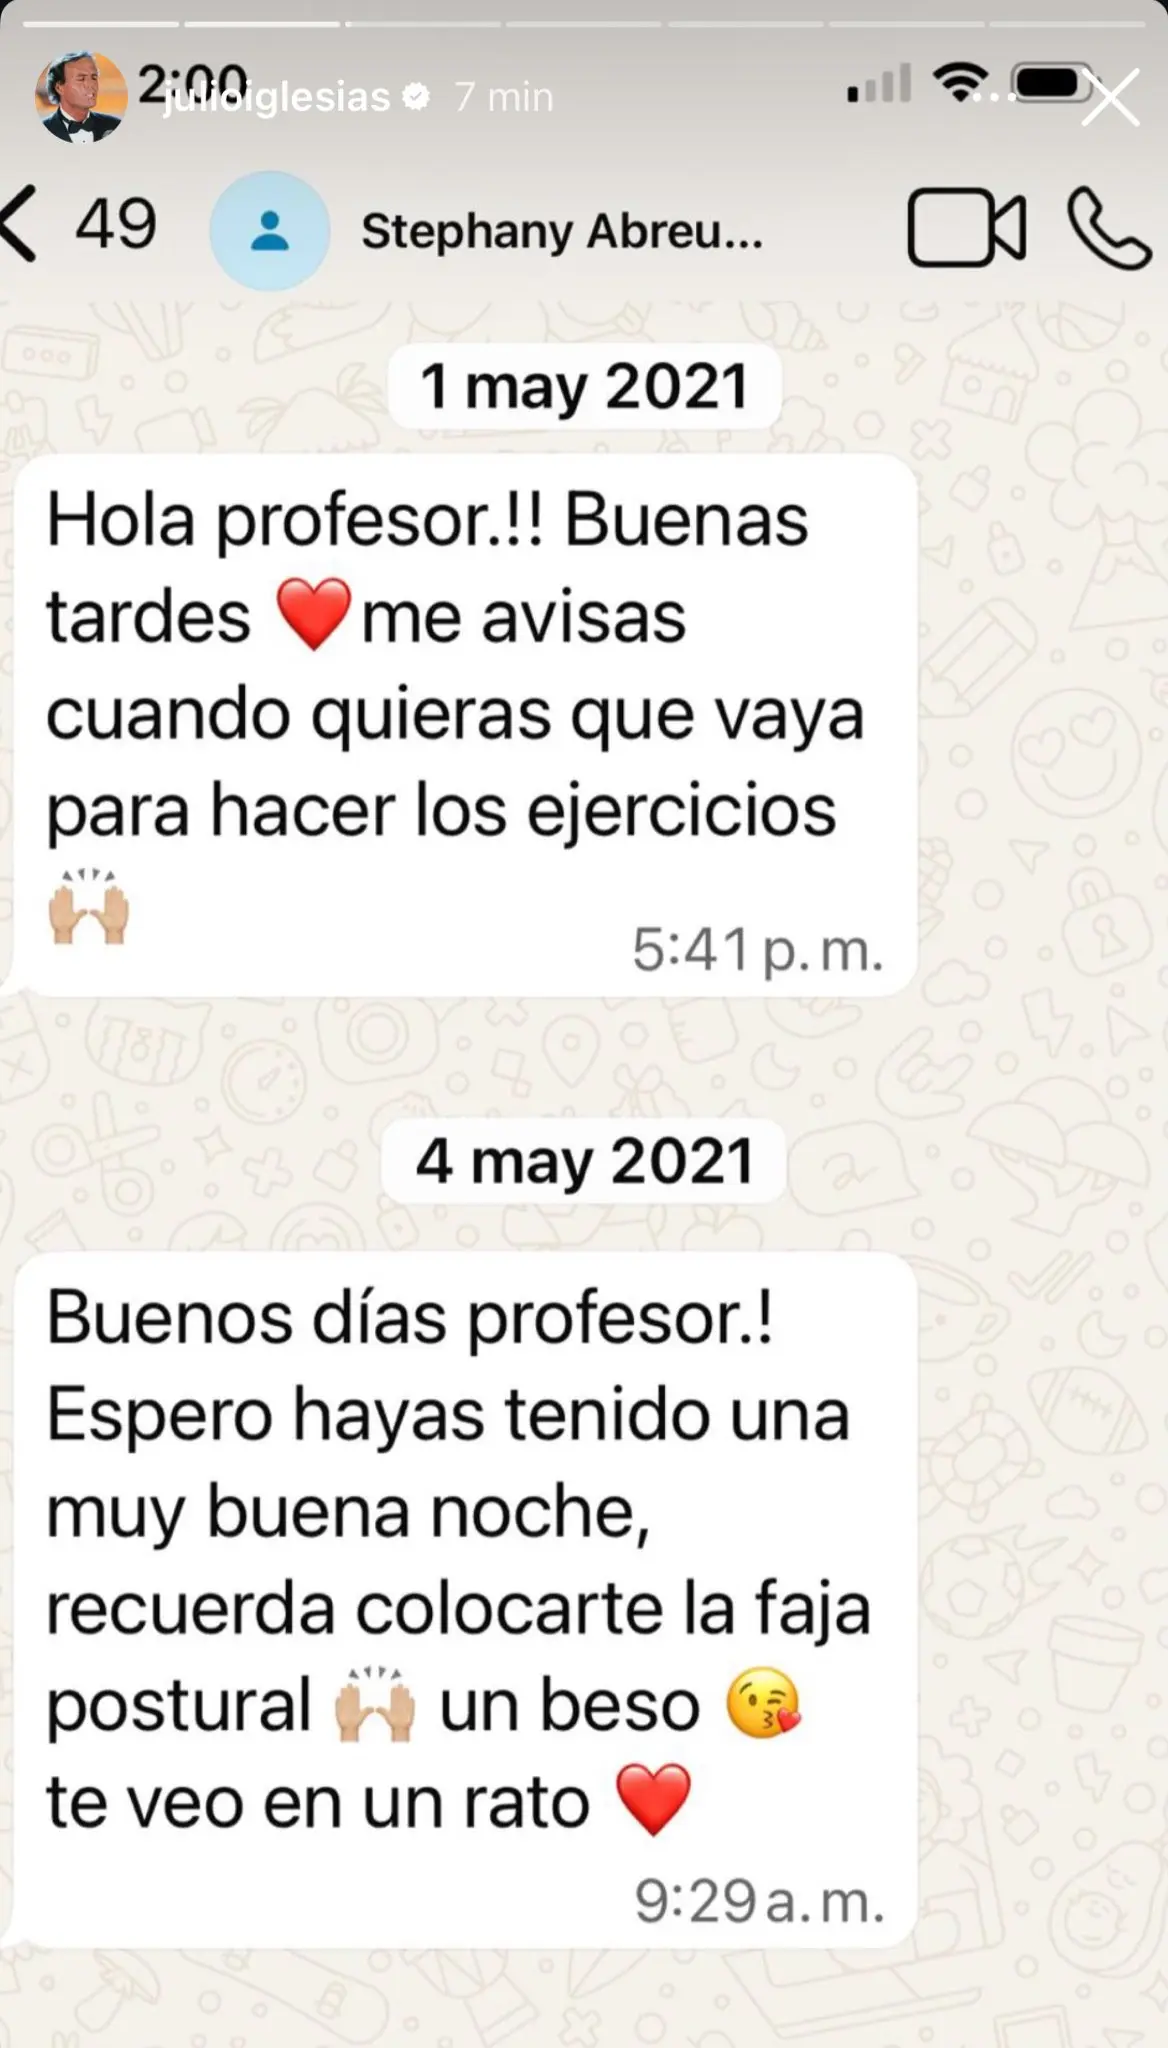 2:00
julioiglesias 7 min
49 Stephany Abreu...
1 may 2021
Hola profesor.!! Buenas
tardes ❤️me avisas
cuando quieras que vaya
para hacer los ejercicios
🙌🏼
5:41 p. m.
4 may 2021
Buenos días profesor.!
Espero hayas tenido una
muy buena noche,
recuerda colocarte la faja
postural 🙌🏼 un beso 😘
te veo en un rato ❤️
9:29 a. m.